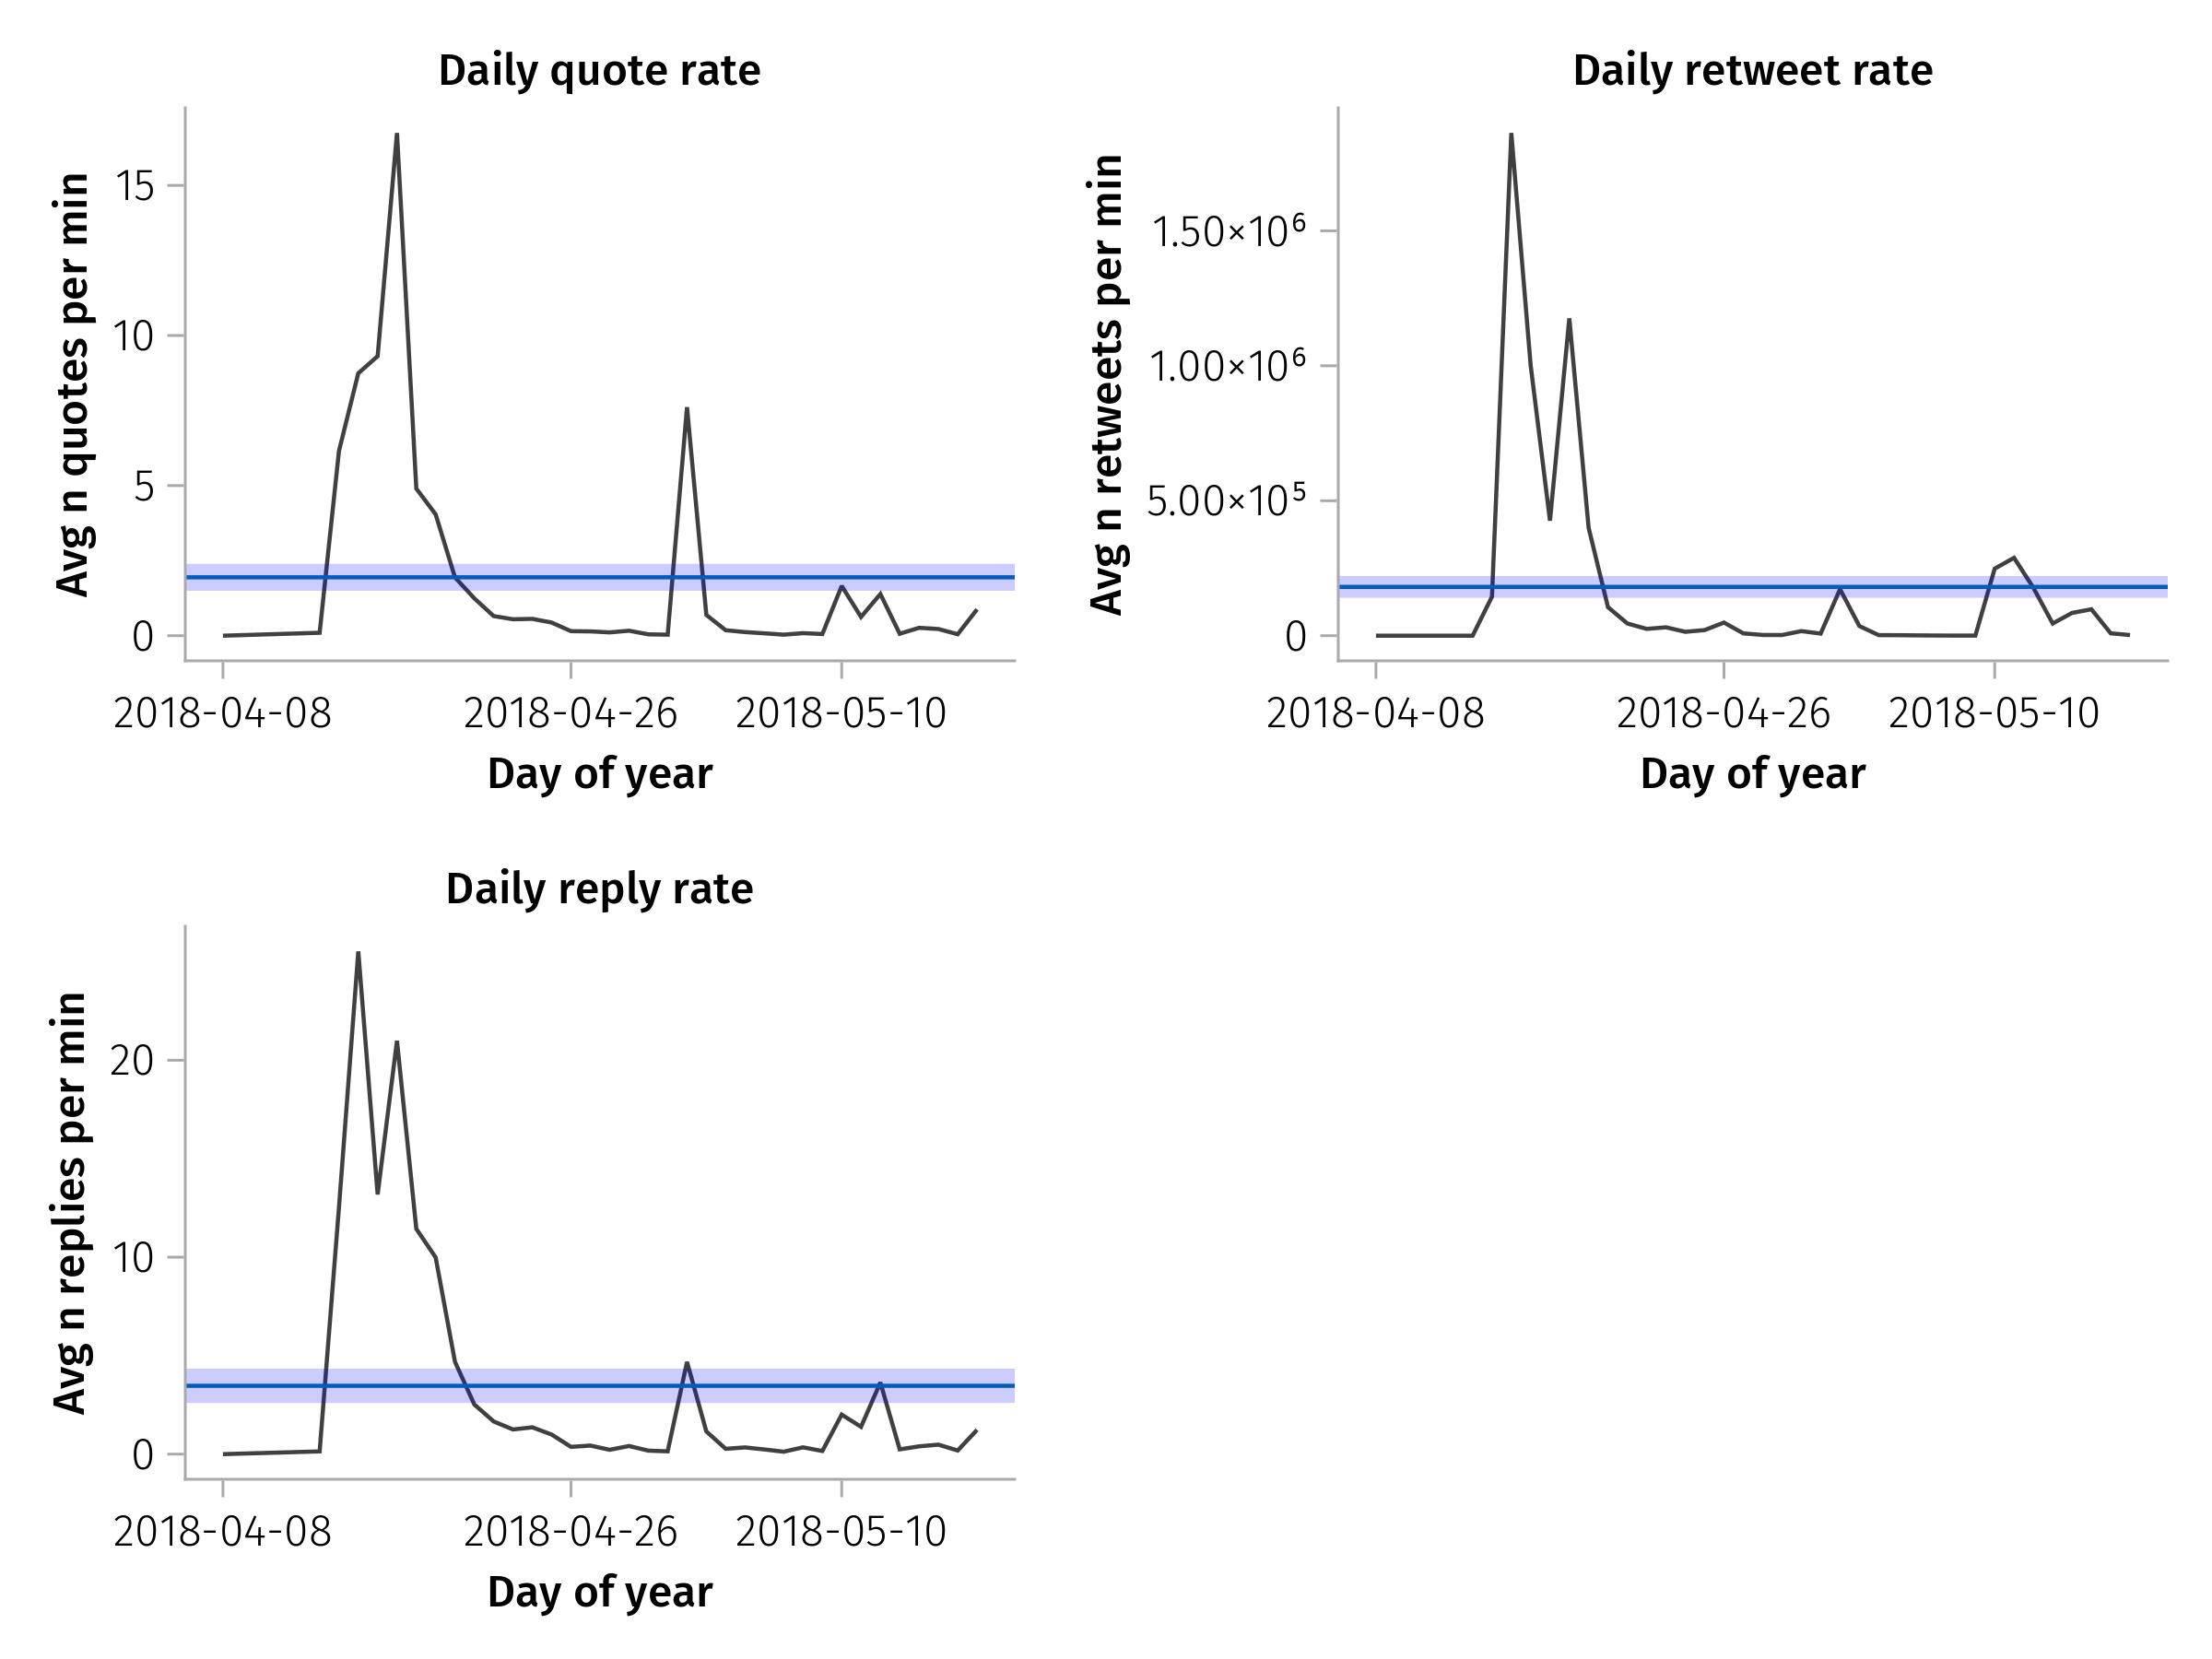 Daily quote rate
Avg n quotes per min
15
10
5
0
2018-04-08 2018-04-26 2018-05-10
Day of year
Daily retweet rate
Avg n retweets per min
1.50×10⁶
1.00×10⁶
5.00×10⁵
0
2018-04-08 2018-04-26 2018-05-10
Day of year
Daily reply rate
Avg n replies per min
20
10
0
2018-04-08 2018-04-26 2018-05-10
Day of year